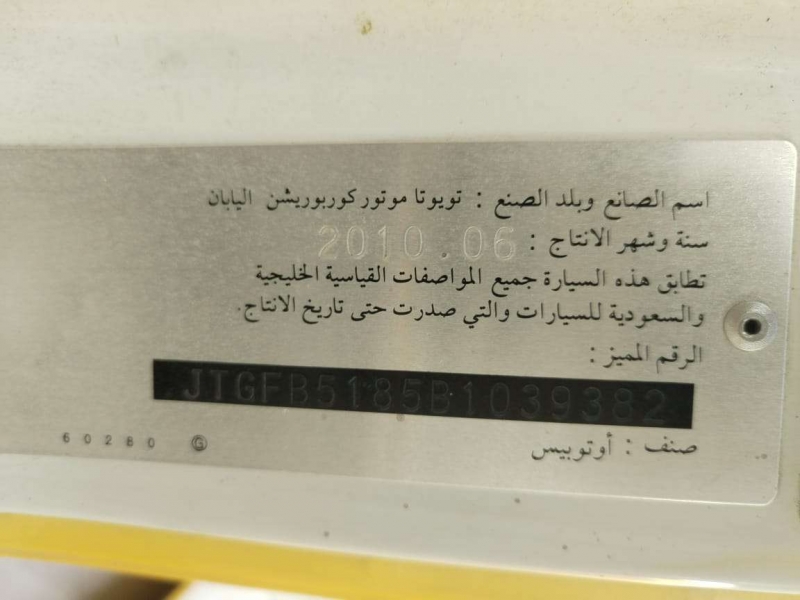 اسم الصانع وبلد الصنع : تويوتا موتور كوربوريشن اليابان
سنة وشهر الانتاج : 2010.06
تطابق هذه السيارة جميع المواصفات القياسية الخليجية
والسعودية للسيارات والتي صدرت حتى تاريخ الانتاج.
الرقم المميز :
JTGFB5185B1039382
صنف : أوتوبيس
60280 G